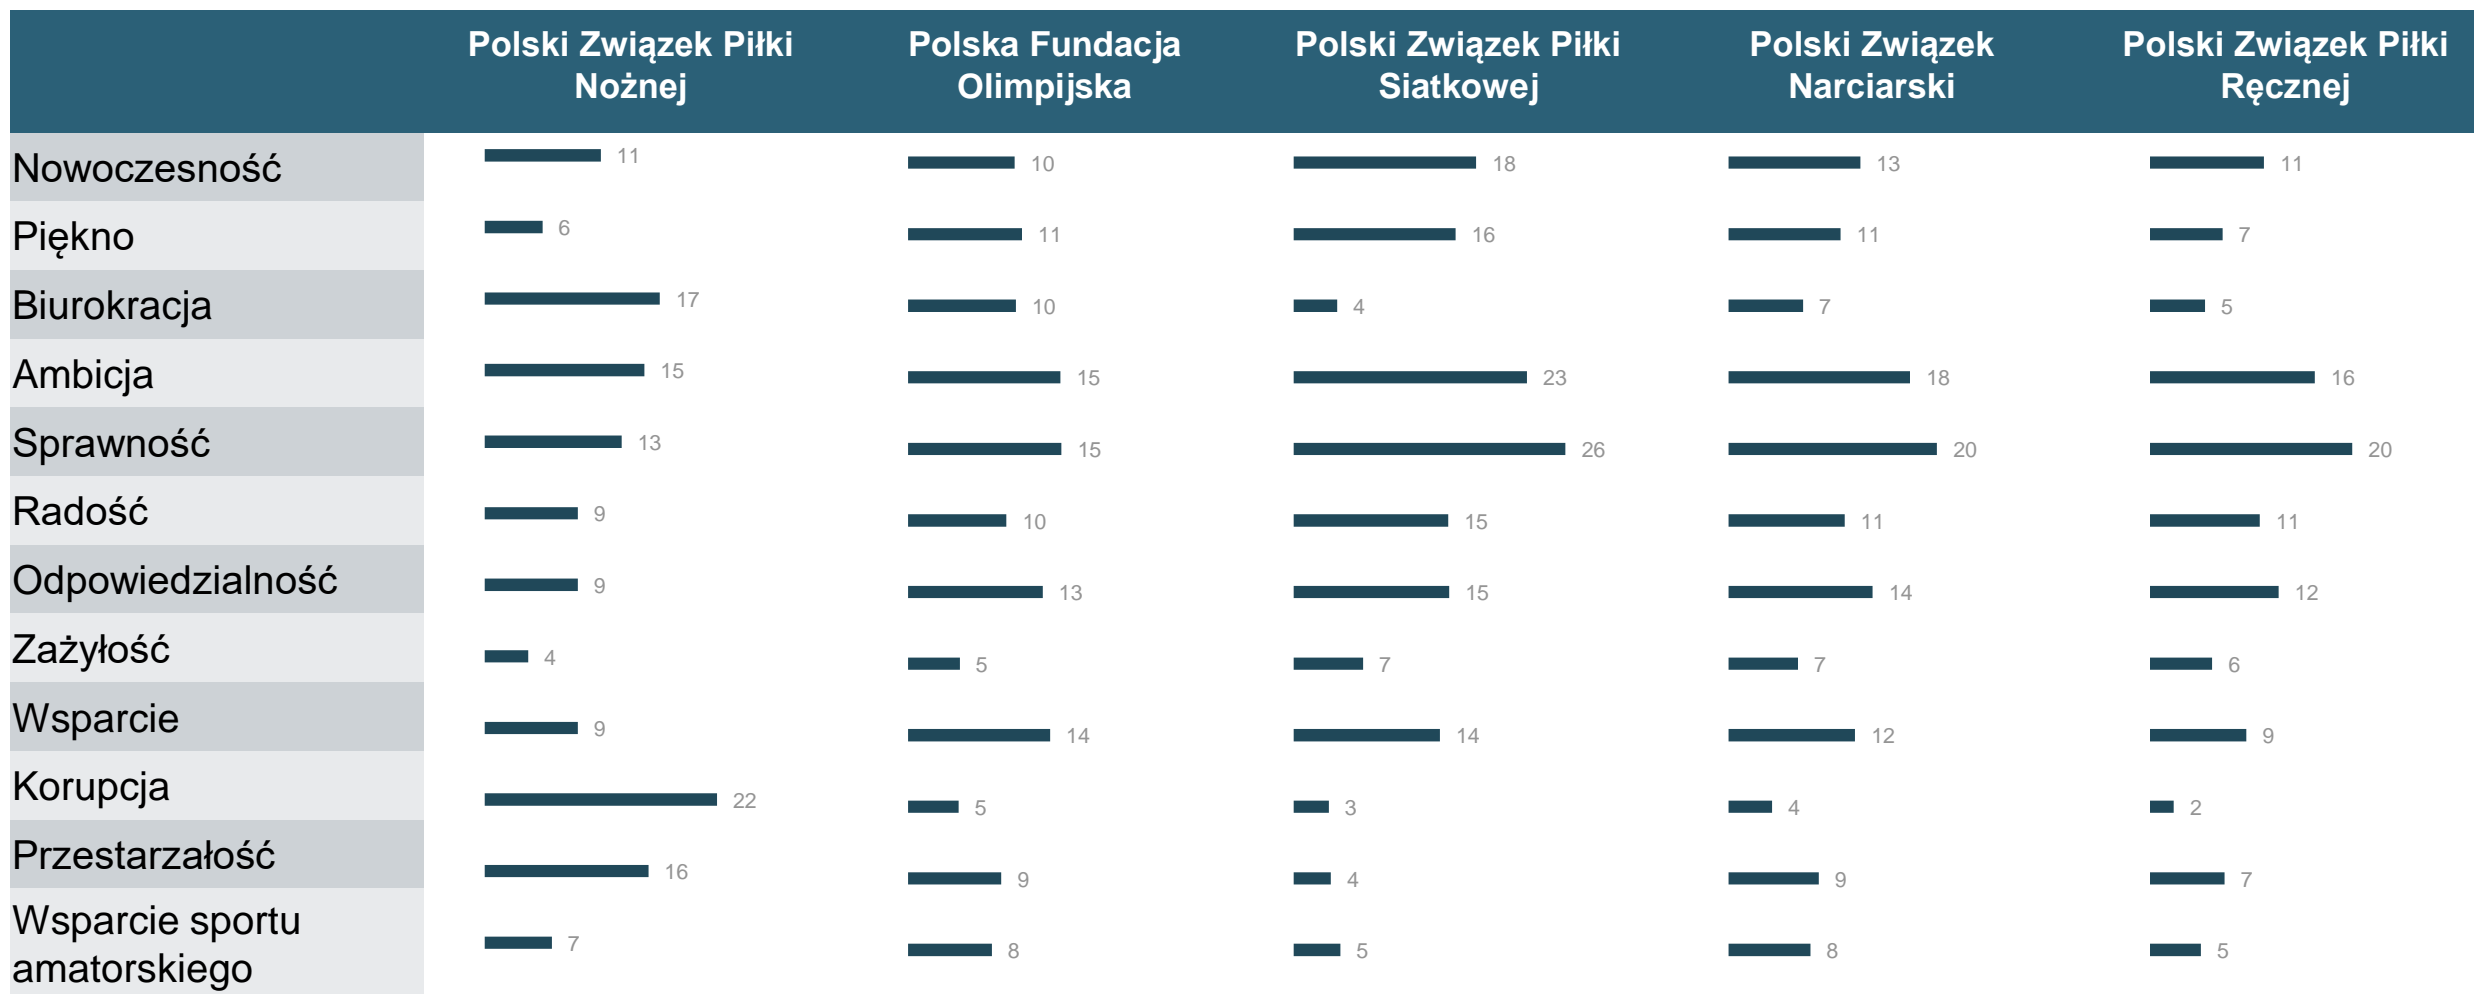 Polski Związek Piłki
Nożnej
Polska Fundacja
Olimpijska
Polski Związek Piłki
Siatkowej
Polski Związek
Narciarski
Polski Związek Piłki
Ręcznej
Nowoczesność 11 10 18 13 11
Piękno 6 11 16 11 7
Biurokracja 17 10 4 7 5
Ambicja 15 15 23 18 16
Sprawność 13 15 26 20 20
Radość 9 10 15 11 11
Odpowiedzialność 9 13 15 14 12
Zażyłość 4 5 7 7 6
Wsparcie 9 14 14 12 9
Korupcja 22 5 3 4 2
Przestarzałość 16 9 4 9 7
Wsparcie sportu
amatorskiego 7 8 5 8 5